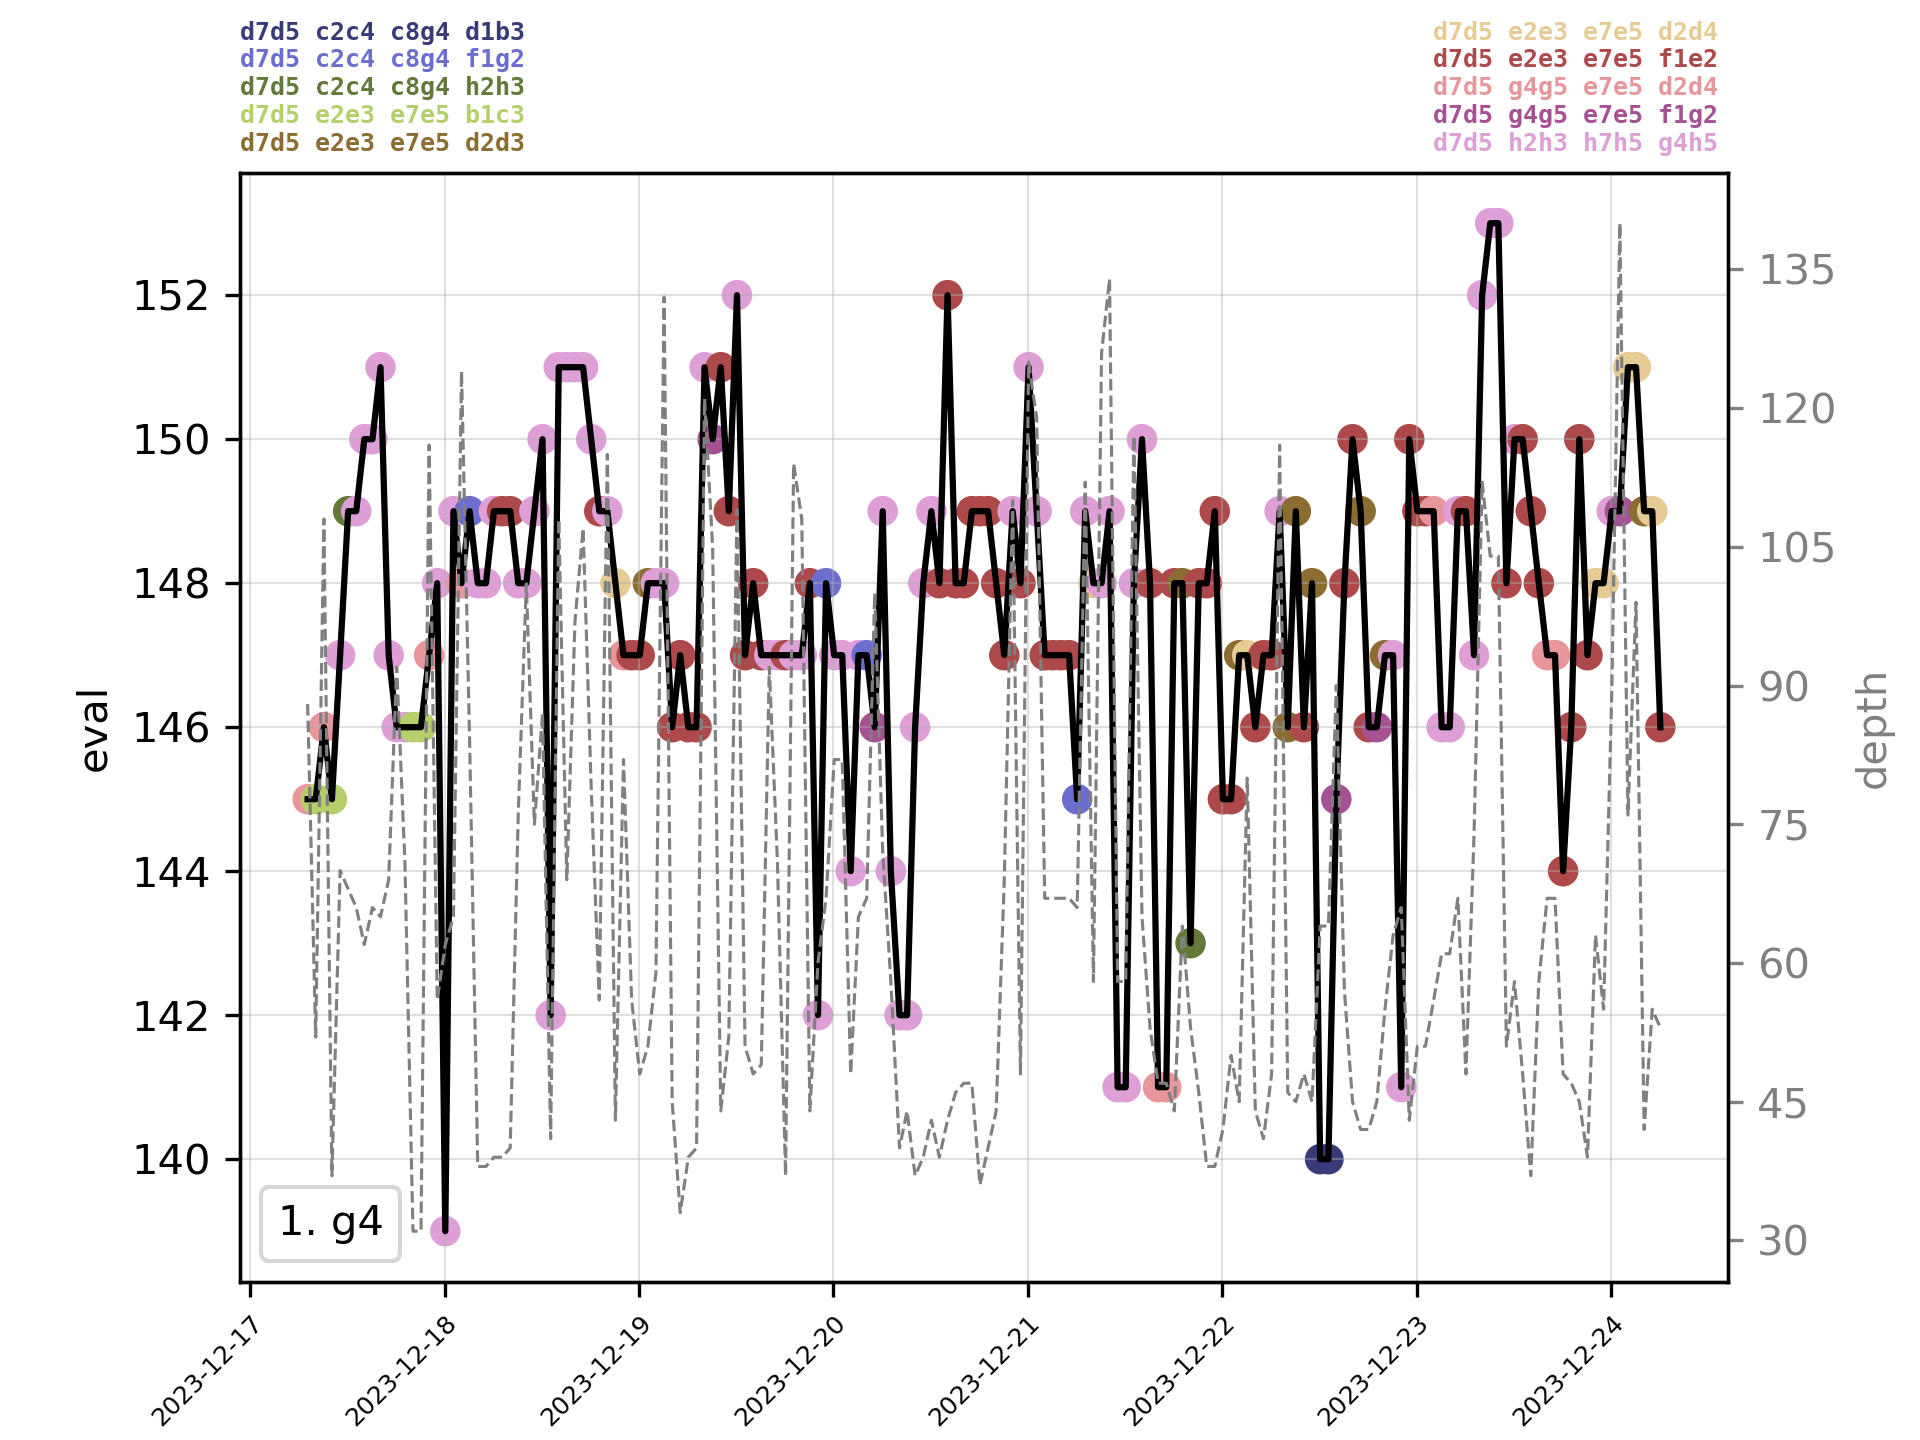 d7d5 c2c4 c8g4 d1b3
d7d5 c2c4 c8g4 f1g2
d7d5 c2c4 c8g4 h2h3
d7d5 e2e3 e7e5 b1c3
d7d5 e2e3 e7e5 d2d3
d7d5 e2e3 e7e5 d2d4
d7d5 e2e3 e7e5 f1e2
d7d5 g4g5 e7e5 d2d4
d7d5 g4g5 e7e5 f1g2
d7d5 h2h3 h7h5 g4h5
eval
152
150
148
146
144
142
140
1. g4
135
120
105
90
75
60
45
30
depth
2023-12-17
2023-12-18
2023-12-19
2023-12-20
2023-12-21
2023-12-22
2023-12-23
2023-12-24